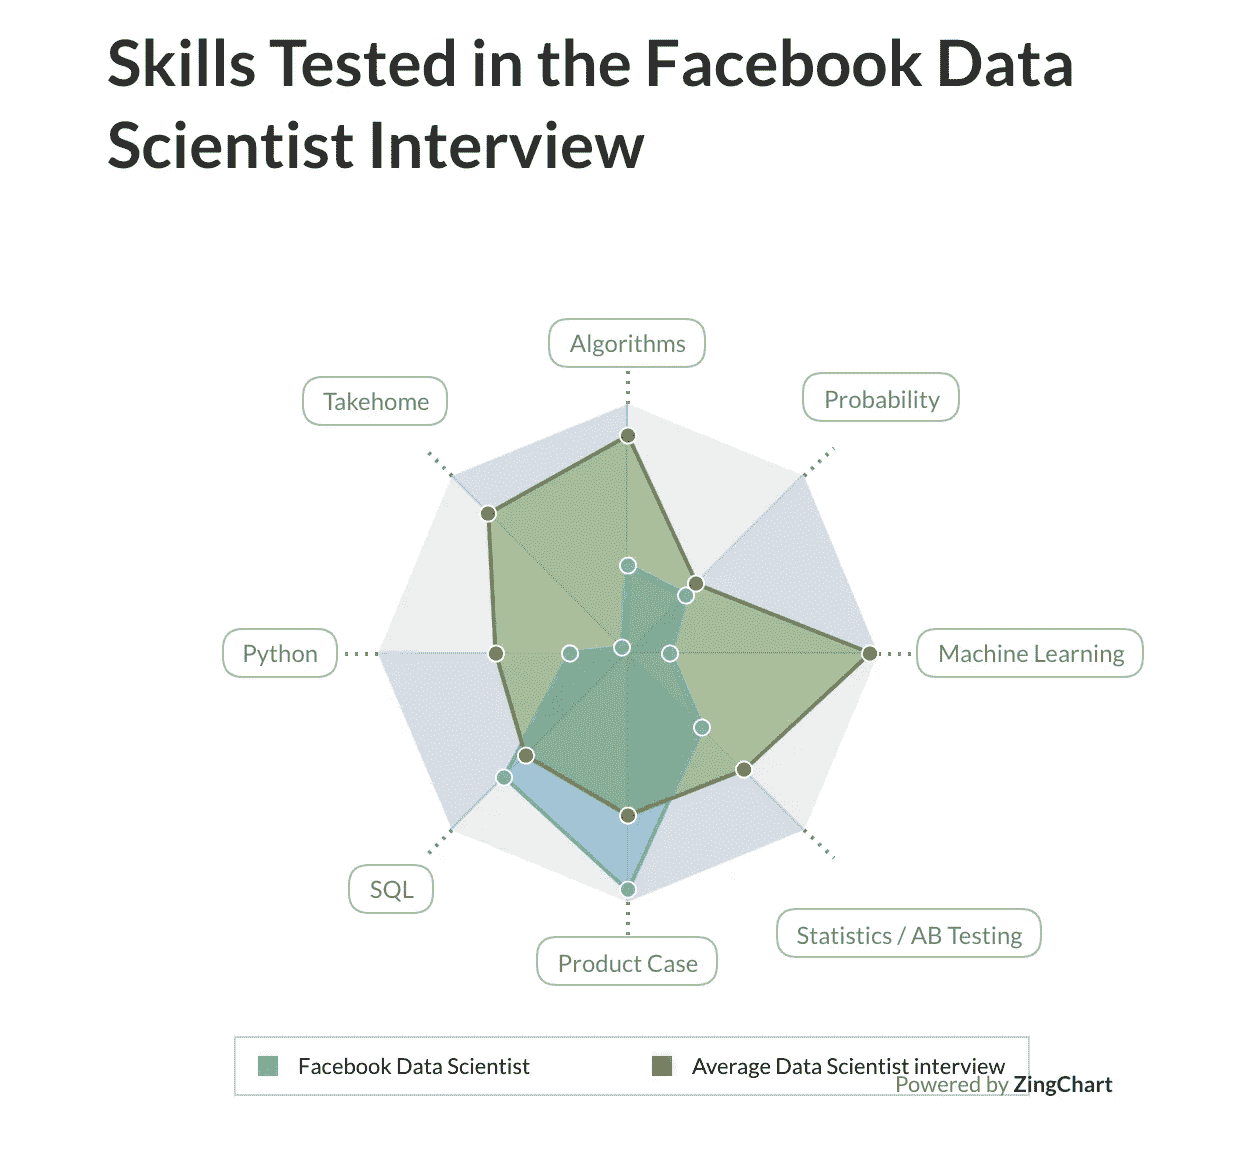 Skills Tested in the Facebook Data
Scientist Interview
Algorithms
Takehome
Probability
Python
Machine Learning
SQL
Statistics / AB Testing
Product Case
Facebook Data Scientist
Average Data Scientist interview
Powered by ZingChart